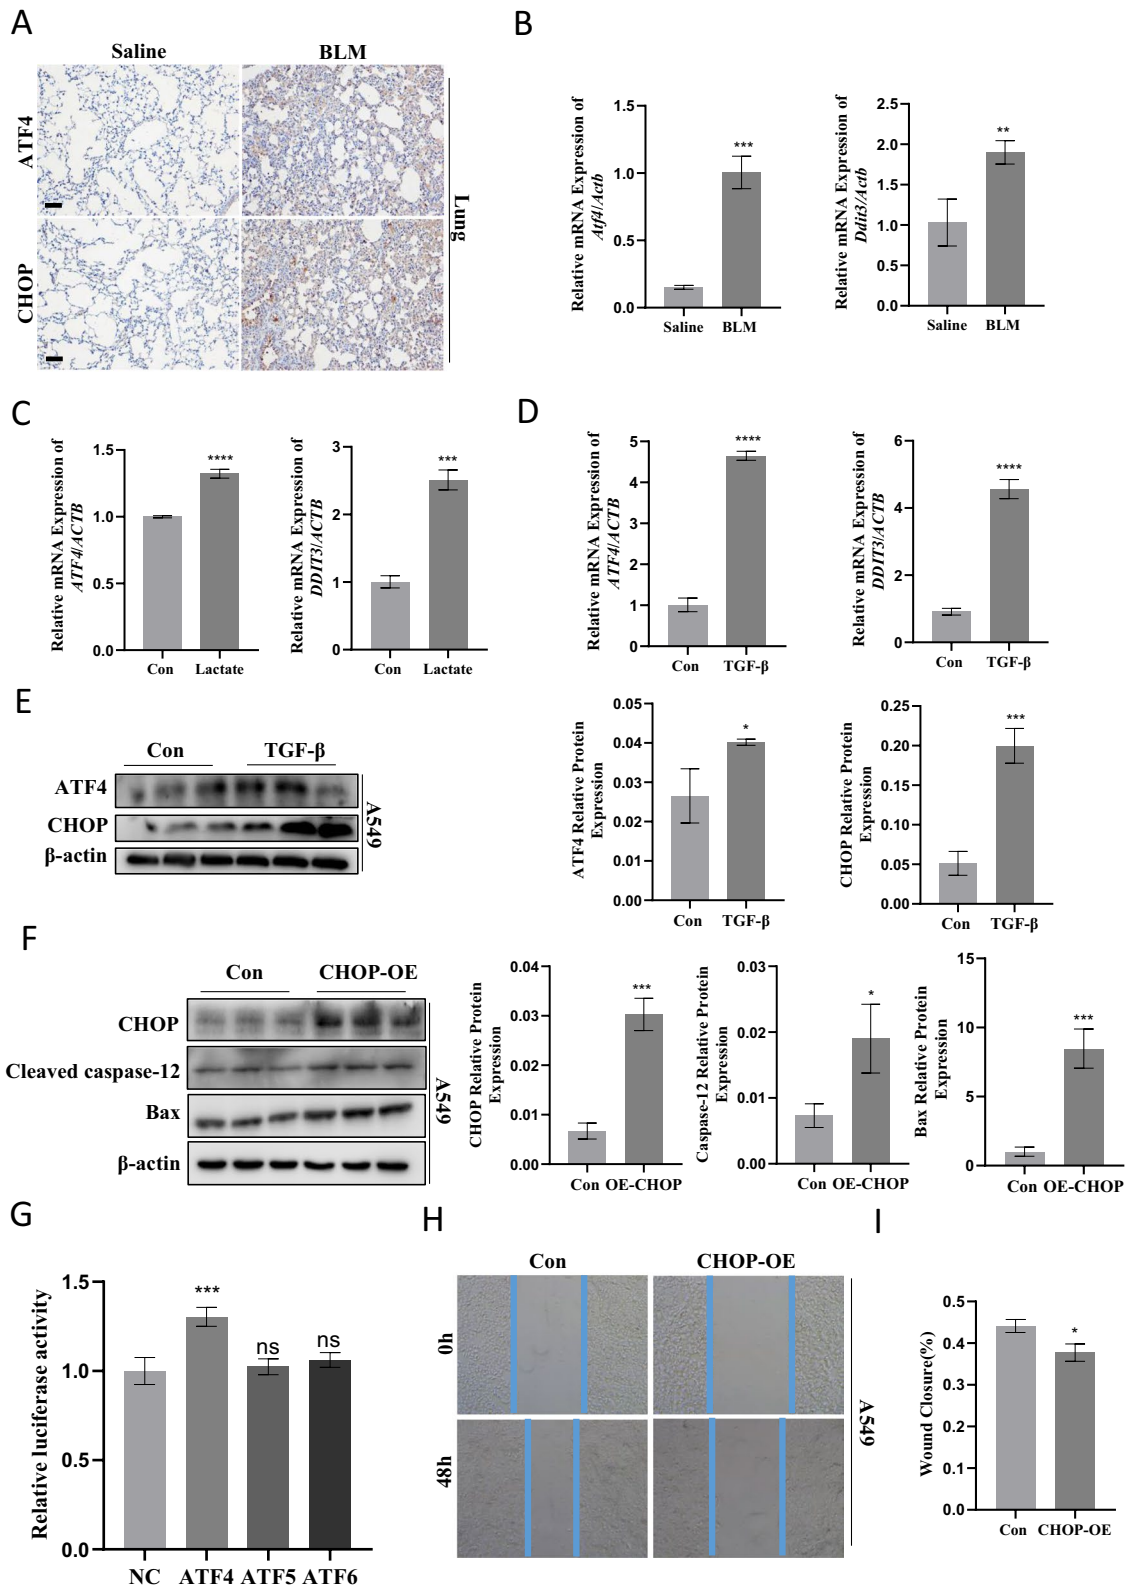 A
Saline
BLM
ATF4
CHOP
Lung
B
Relative mRNA Expression of
Atf4/Actb
1.5
1.0
0.5
0.0
***
Saline
BLM
Relative mRNA Expression of
Ddit3/Actb
2.5
2.0
1.5
1.0
0.5
0.0
**
Saline
BLM
C
Relative mRNA Expression of
ATF4/ACTB
1.5
1.0
0.5
0.0
****
Con
Lactate
Relative mRNA Expression of
DDIT3/ACTB
3
2
1
0
***
Con
Lactate
D
Relative mRNA Expression of
ATF4/ACTB
5
4
3
2
1
0
****
Con
TGF-β
Relative mRNA Expression of
DDIT3/ACTB
6
4
2
0
****
Con
TGF-β
E
Con
TGF-β
ATF4
CHOP
β-actin
A549
ATF4 Relative Protein
Expression
0.05
0.04
0.03
0.02
0.01
0.00
*
Con
TGF-β
CHOP Relative Protein
Expression
0.25
0.20
0.15
0.10
0.05
0.00
***
Con
TGF-β
F
Con
CHOP-OE
CHOP
Cleaved caspase-12
Bax
β-actin
A549
CHOP Relative Protein
Expression
0.04
0.03
0.02
0.01
0.00
***
Con OE-CHOP
Caspase-12 Relative Protein
Expression
0.03
0.02
0.01
0.00
*
Con OE-CHOP
Bax Relative Protein
Expression
15
10
5
0
***
Con OE-CHOP
G
Relative luciferase activity
1.5
1.0
0.5
0.0
***
ns
ns
NC
ATF4
ATF5
ATF6
H
Con
CHOP-OE
0h
48h
A549
I
Wound Closure(%)
0.5
0.4
0.3
0.2
0.1
0.0
*
Con
CHOP-OE